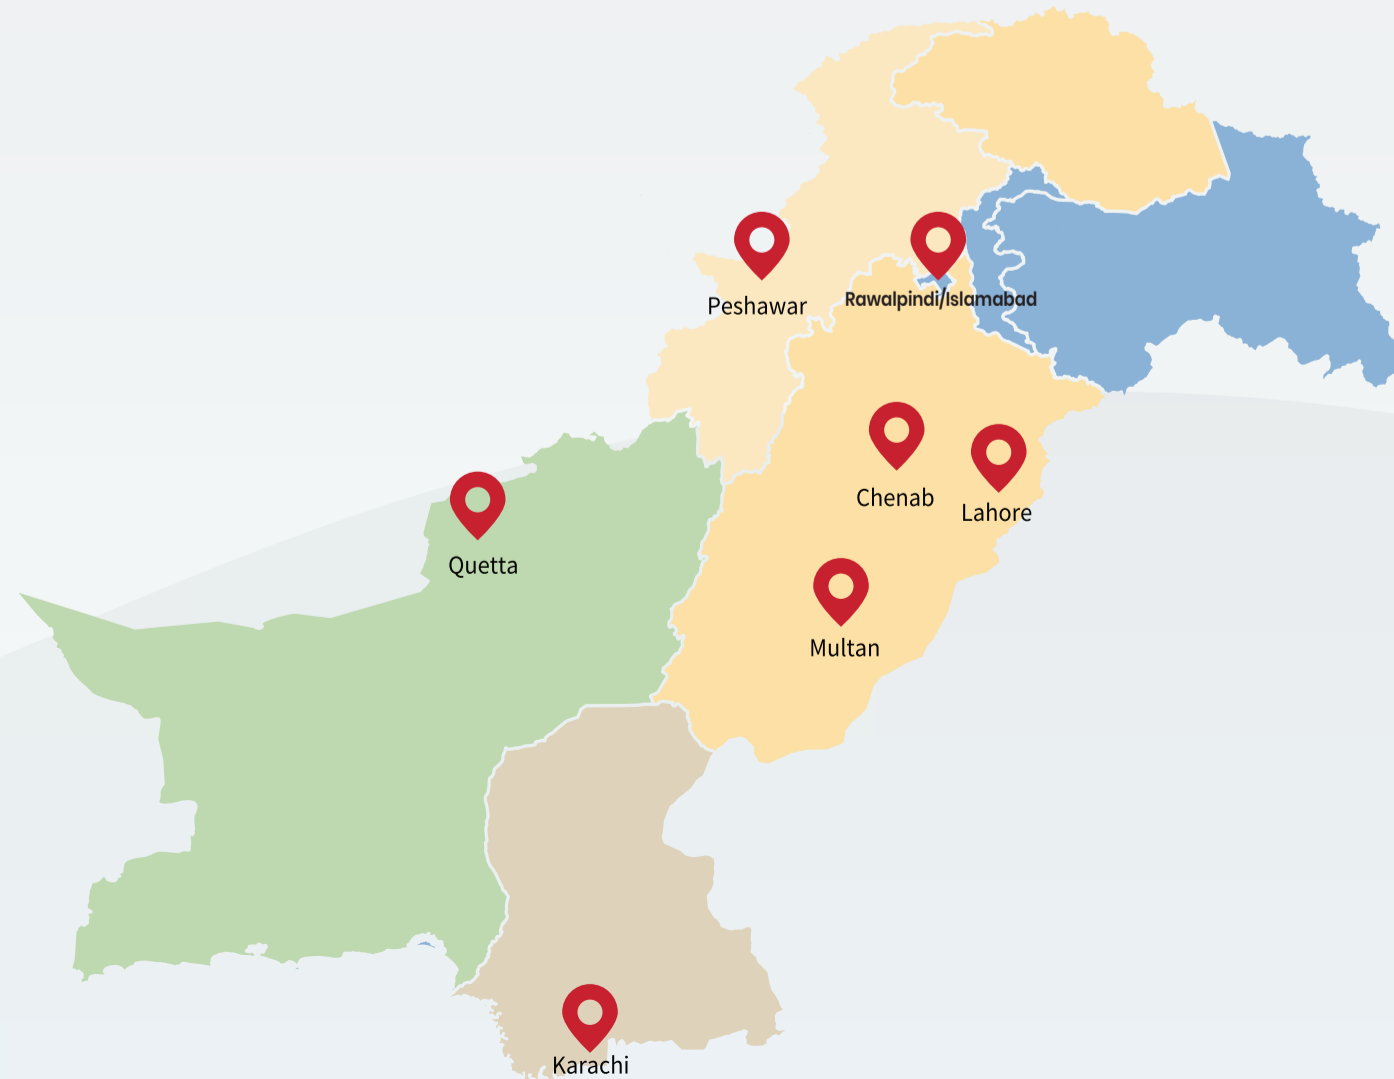 Peshawar
Rawalpindi/Islamabad
Chenab
Lahore
Quetta
Multan
Karachi